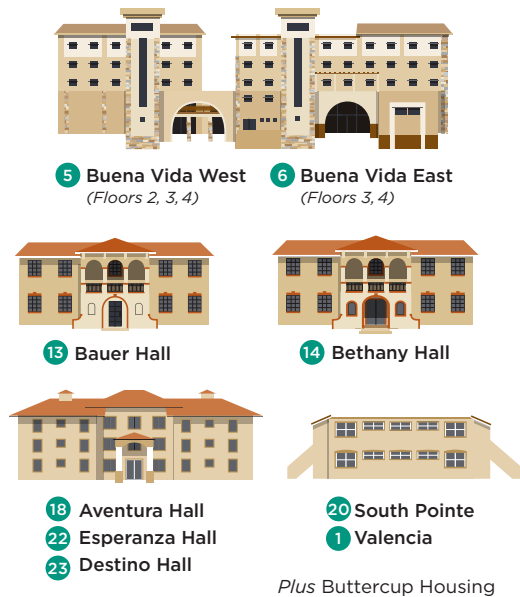 5 Buena Vida West
(Floors 2, 3, 4)
6 Buena Vida East
(Floors 3, 4)
13 Bauer Hall
14 Bethany Hall
18 Aventura Hall
22 Esperanza Hall
23 Destino Hall
20 South Pointe
1 Valencia
Plus Buttercup Housing